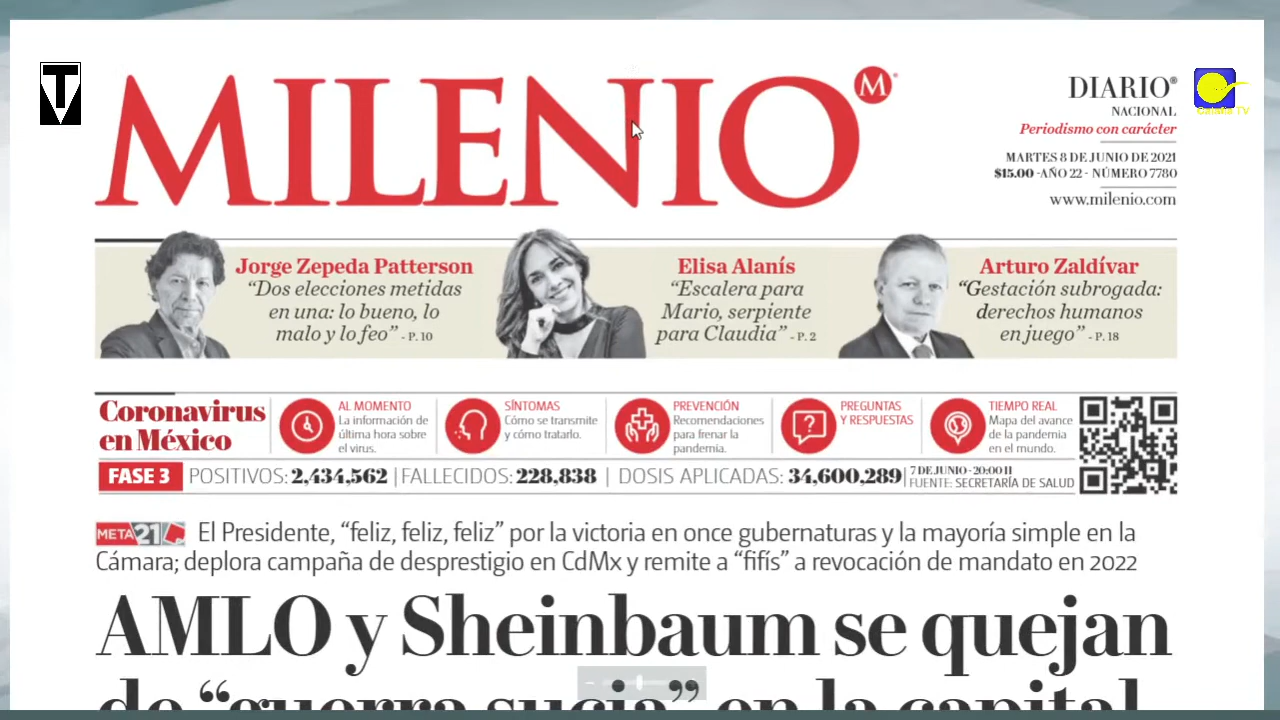 TV
MILENIO
M
DIARIO®
NACIONAL
Periodismo con carácter
MARTES 8 DE JUNIO DE 2021
$15.00 -AÑO 22 - NÚMERO 7780
www.milenio.com
Jorge Zepeda Patterson
“Dos elecciones metidas
en una: lo bueno, lo
malo y lo feo” - P. 10
Elisa Alanís
“Escalera para
Mario, serpiente
para Claudia” - P. 2
Arturo Zaldívar
“Gestación subrogada:
derechos humanos
en juego” - P. 18
Coronavirus
en México
AL MOMENTO
La información de
última hora sobre
el virus.
SÍNTOMAS
Cómo se transmite
y cómo tratarlo.
PREVENCIÓN
Recomendaciones
para frenar la
pandemia.
PREGUNTAS
Y RESPUESTAS
TIEMPO REAL
Mapa del avance
de la pandemia
en el mundo.
FASE 3 POSITIVOS: 2,434,562 | FALLECIDOS: 228,838 | DOSIS APLICADAS: 34,600,289 |
7 DE JUNIO - 20:00 H
FUENTE: SECRETARÍA DE SALUD
META 21 El Presidente, “feliz, feliz, feliz” por la victoria en once gubernaturas y la mayoría simple en la
Cámara; deplora campaña de desprestigio en CdMx y remite a “fifís” a revocación de mandato en 2022
AMLO y Sheinbaum se quejan
de “guerra sucia” en la capital